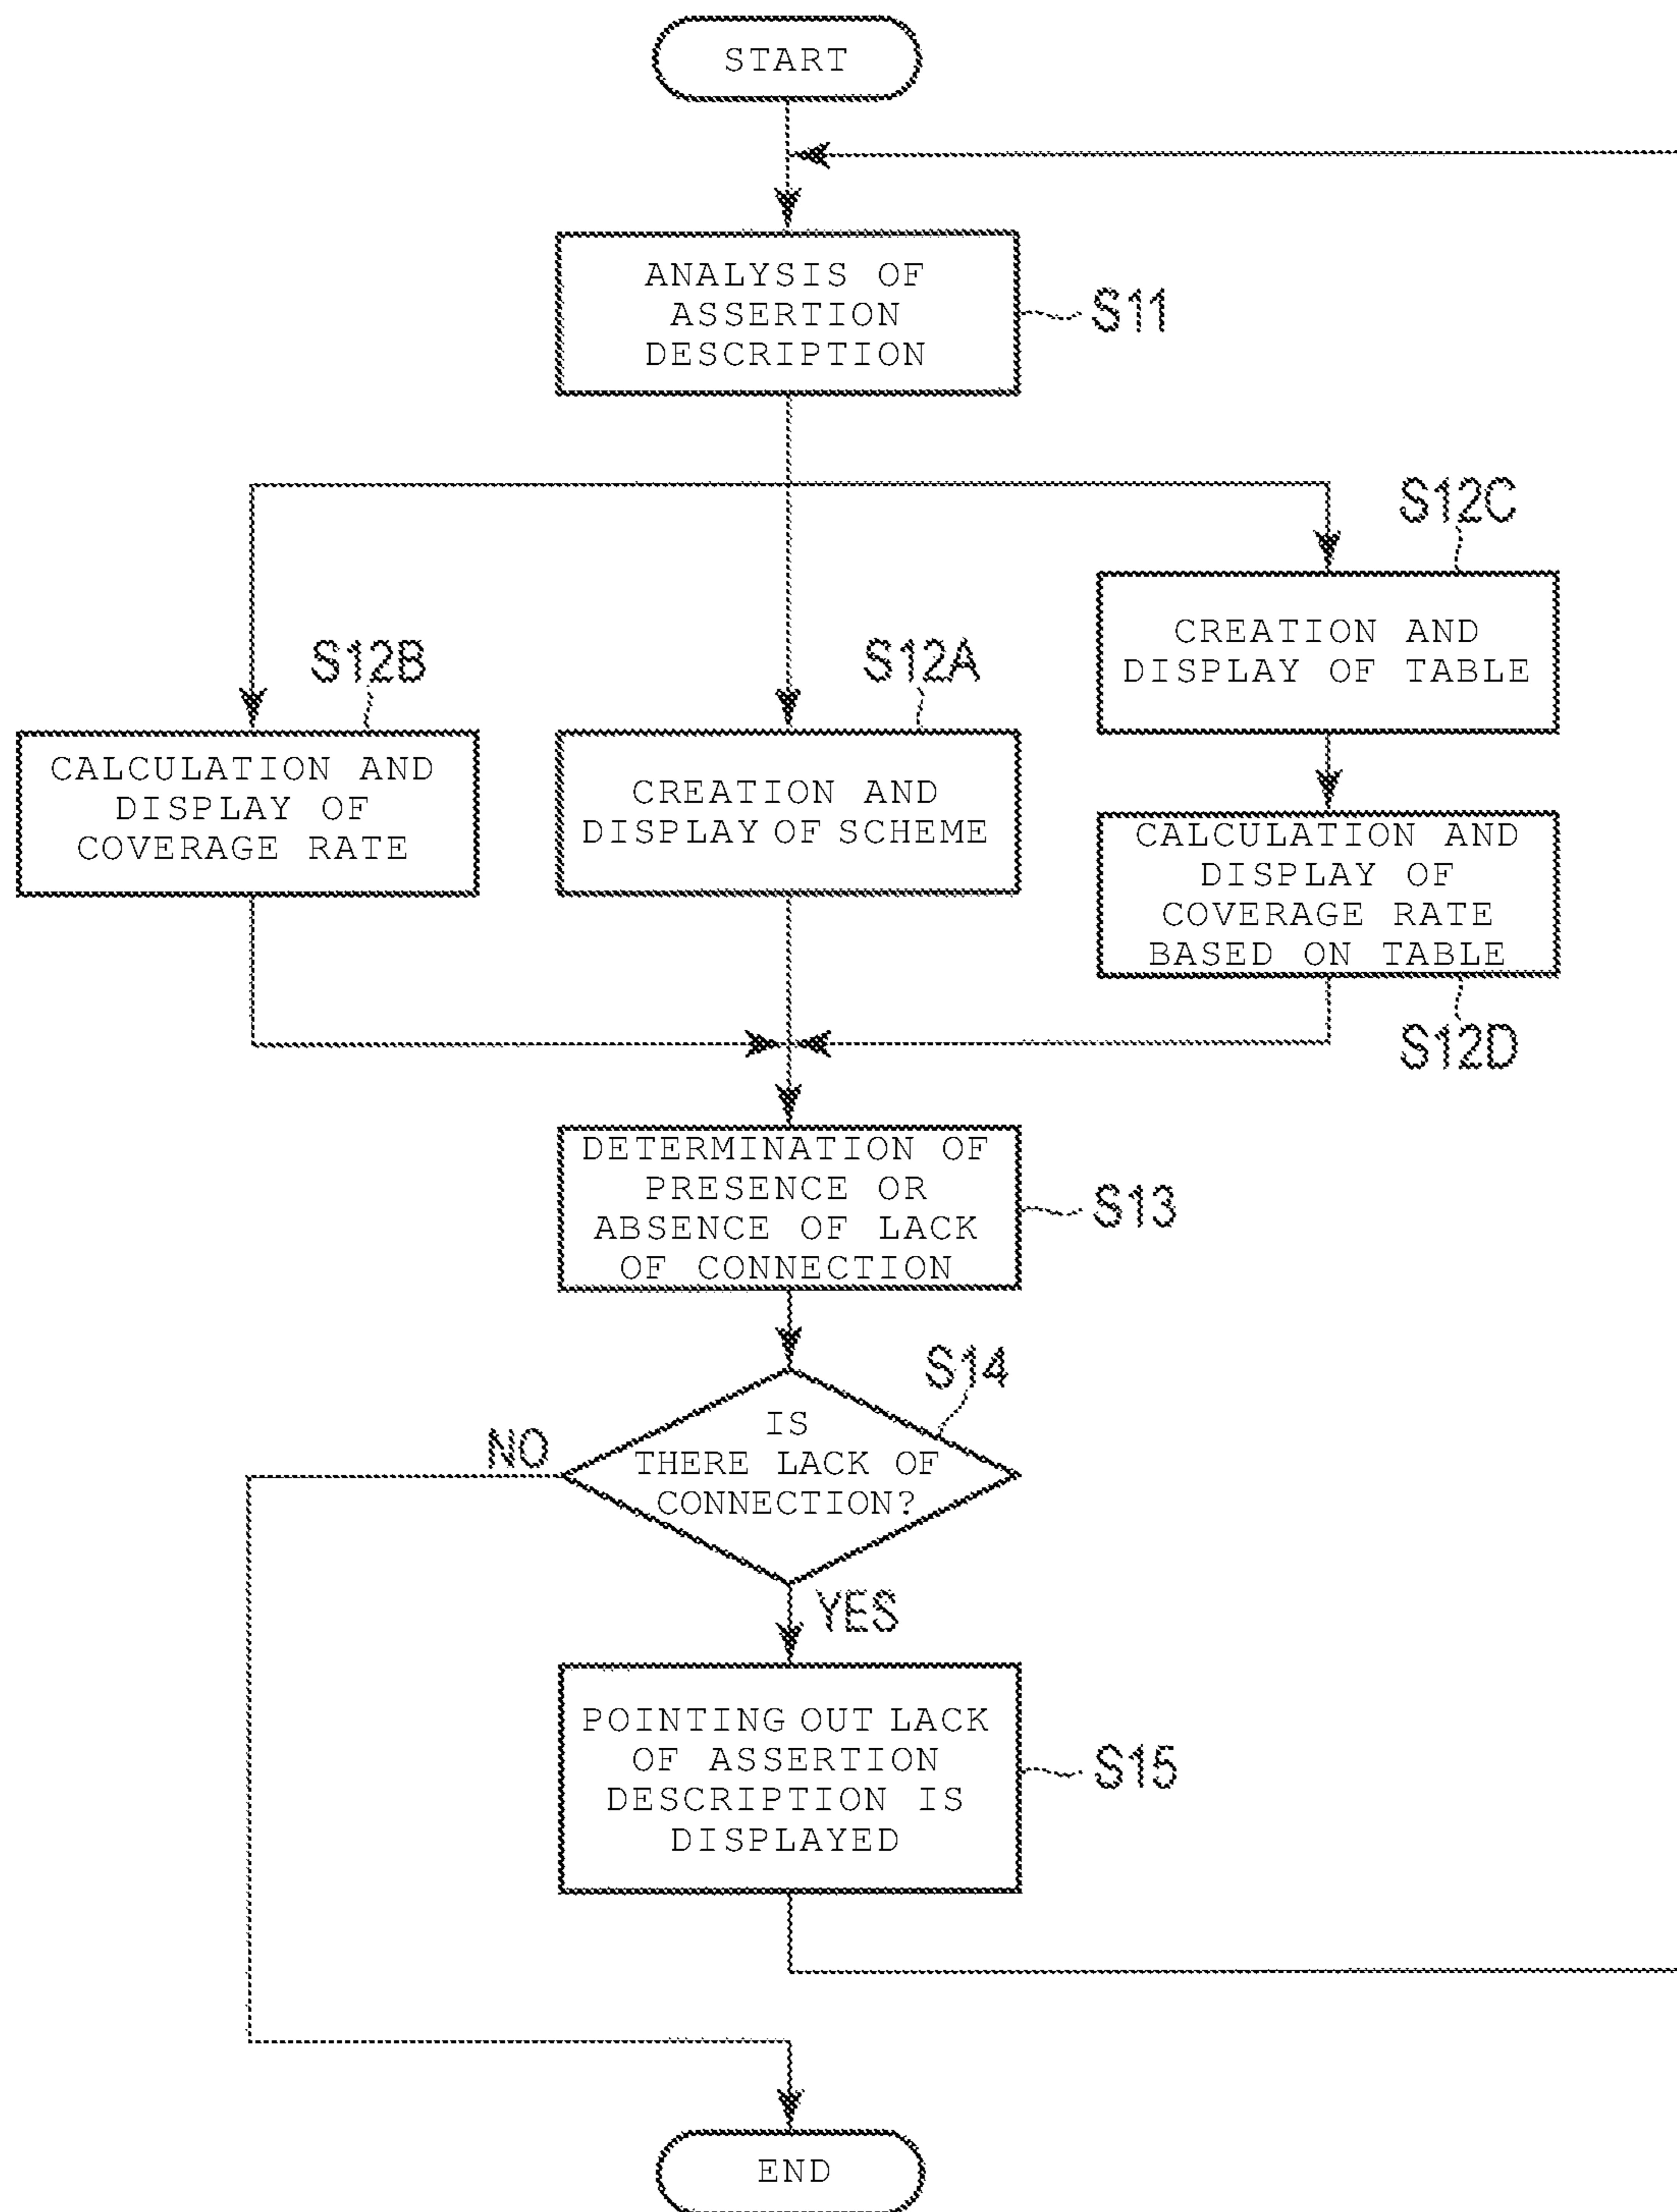 START
ANALYSIS OF
ASSERTION
DESCRIPTION
S11
S12C
CREATION AND
DISPLAY OF TABLE
S12B
CALCULATION AND
DISPLAY OF
COVERAGE RATE
S12A
CREATION AND
DISPLAY OF SCHEME
CALCULATION AND
DISPLAY OF
COVERAGE RATE
BASED ON TABLE
S12D
DETERMINATION OF
PRESENCE OR
ABSENCE OF LACK
OF CONNECTION
S13
S14
IS
THERE LACK OF
CONNECTION?
NO
YES
POINTING OUT LACK
OF ASSERTION
DESCRIPTION IS
DISPLAYED
S15
END